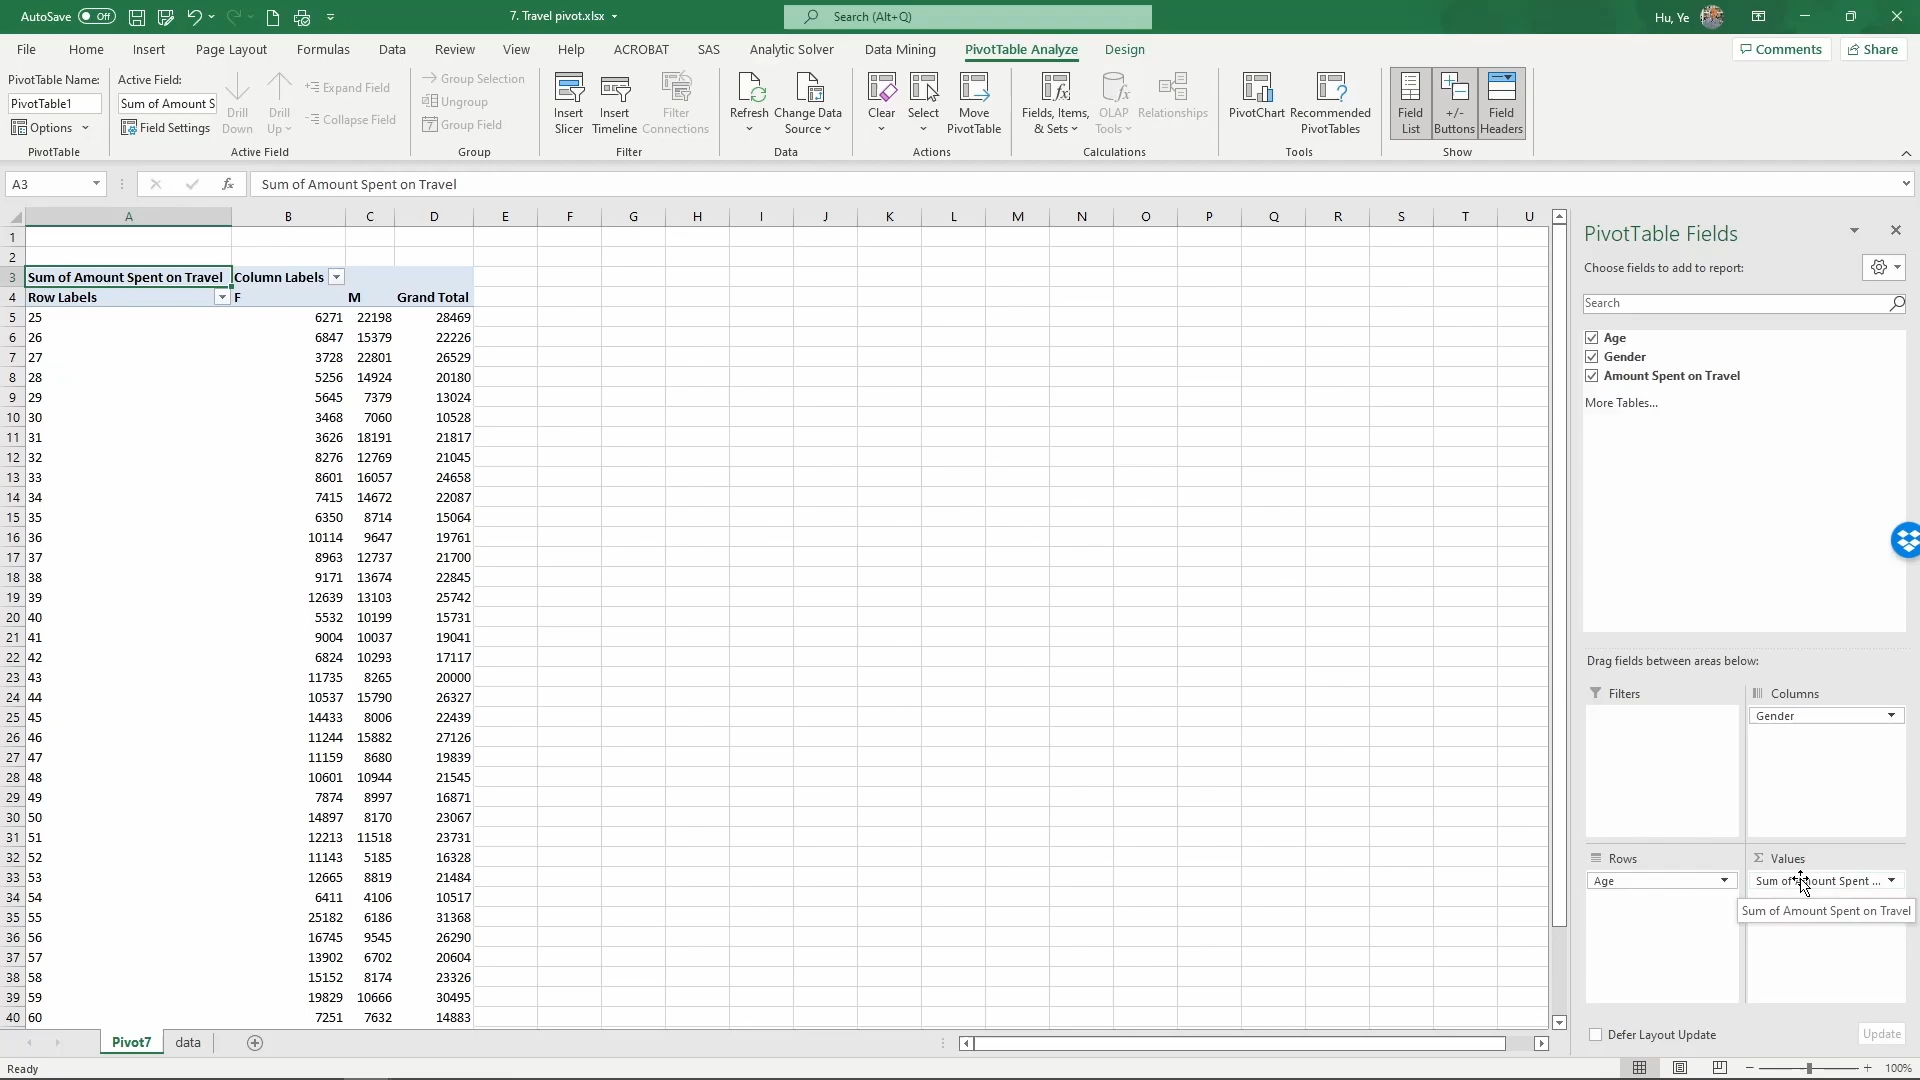 AutoSave Off 7. Travel pivot.xlsx Search (Alt+Q) Hu, Ye
File Home Insert Page Layout Formulas Data Review View Help ACROBAT SAS Analytic Solver Data Mining PivotTable Analyze Design Comments Share
PivotTable Name: Active Field:
PivotTable1 Sum of Amount S
Options Field Settings
Drill Down Drill Up
Expand Field
Collapse Field
Group Selection
Ungroup
Group Field
Insert Slicer Insert Timeline Filter Connections
Refresh Change Data Source
Clear Select Move PivotTable
Fields, Items, & Sets OLAP Tools Relationships
PivotChart Recommended PivotTables
Field List +/- Buttons Field Headers
PivotTable Active Field Group Filter Data Actions Calculations Tools Show
A3 fx Sum of Amount Spent on Travel
A B C D E F G H I J K L M N O P Q R S T U
1
2
3 Sum of Amount Spent on Travel Column Labels
4 Row Labels F M Grand Total
5 25 6271 22198 28469
6 26 6847 15379 22226
7 27 3728 22801 26529
8 28 5256 14924 20180
9 29 5645 7379 13024
10 30 3468 7060 10528
11 31 3626 18191 21817
12 32 8276 12769 21045
13 33 8601 16057 24658
14 34 7415 14672 22087
15 35 6350 8714 15064
16 36 10114 9647 19761
17 37 8963 12737 21700
18 38 9171 13674 22845
19 39 12639 13103 25742
20 40 5532 10199 15731
21 41 9004 10037 19041
22 42 6824 10293 17117
23 43 11735 8265 20000
24 44 10537 15790 26327
25 45 14433 8006 22439
26 46 11244 15882 27126
27 47 11159 8680 19839
28 48 10601 10944 21545
29 49 7874 8997 16871
30 50 14897 8170 23067
31 51 12213 11518 23731
32 52 11143 5185 16328
33 53 12665 8819 21484
34 54 6411 4106 10517
35 55 25182 6186 31368
36 56 16745 9545 26290
37 57 13902 6702 20604
38 58 15152 8174 23326
39 59 19829 10666 30495
40 60 7251 7632 14883
PivotTable Fields
Choose fields to add to report:
Search
Age
Gender
Amount Spent on Travel
More Tables...
Drag fields between areas below:
Filters Columns
Gender
Rows Values
Age Sum of Amount Spent ...
Sum of Amount Spent on Travel
Defer Layout Update Update
Pivot7 data
Ready 100%